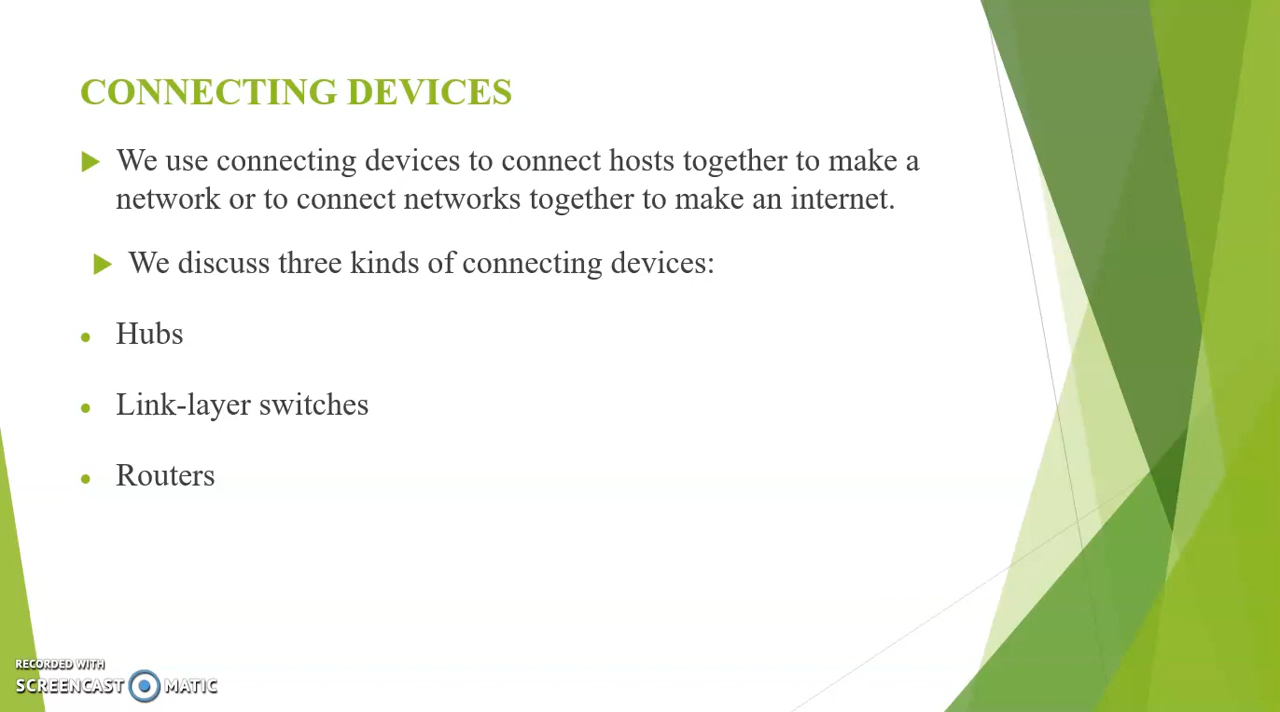 CONNECTING DEVICES
We use connecting devices to connect hosts together to make a
network or to connect networks together to make an internet.
We discuss three kinds of connecting devices:
Hubs
Link-layer switches
Routers
RECORDED WITH
SCREENCAST MATIC